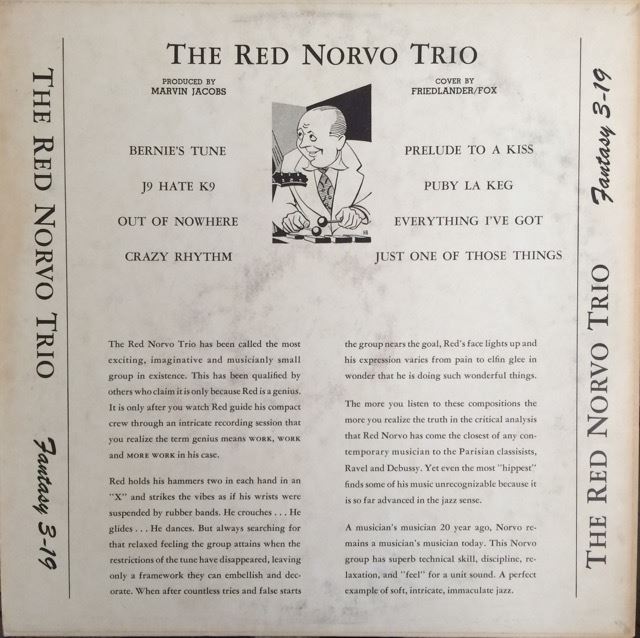 THE RED NORVO TRIO
PRODUCED BY
MARVIN JACOBS
COVER BY
FRIEDLANDER/FOX
BERNIE'S TUNE
J9 HATE K9
OUT OF NOWHERE
CRAZY RHYTHM
PRELUDE TO A KISS
PUBY LA KEG
EVERYTHING I'VE GOT
JUST ONE OF THOSE THINGS
The Red Norvo Trio has been called the most
exciting, imaginative and musicianly small
group in existence. This has been qualified by
others who claim it is only because Red is a genius.
It is only after you watch Red guide his compact
crew through an intricate recording session that
you realize the term genius means WORK, WORK
and MORE WORK in his case.
Red holds his hammers two in each hand in an
"X" and strikes the vibes as if his wrists were
suspended by rubber bands. He crouches . . . He
glides . . . He dances. But always searching for
that relaxed feeling the group attains when the
restrictions of the tune have disappeared, leaving
only a framework they can embellish and dec-
orate. When after countless tries and false starts
the group nears the goal, Red's face lights up and
his expression varies from pain to elfin glee in
wonder that he is doing such wonderful things.
The more you listen to these compositions the
more you realize the truth in the critical analysis
that Red Norvo has come the closest of any con-
temporary musician to the Parisian classisists,
Ravel and Debussy. Yet even the most "hippest"
finds some of his music unrecognizable because it
is so far advanced in the jazz sense.
A musician's musician 20 year ago, Norvo re-
mains a musician's musician today. This Norvo
group has superb technical skill, discipline, re-
laxation, and "feel" for a unit sound. A perfect
example of soft, intricate, immaculate jazz.
THE RED NORVO TRIO
Fantasy 3-19
THE RED NORVO TRIO
Fantasy 3-19